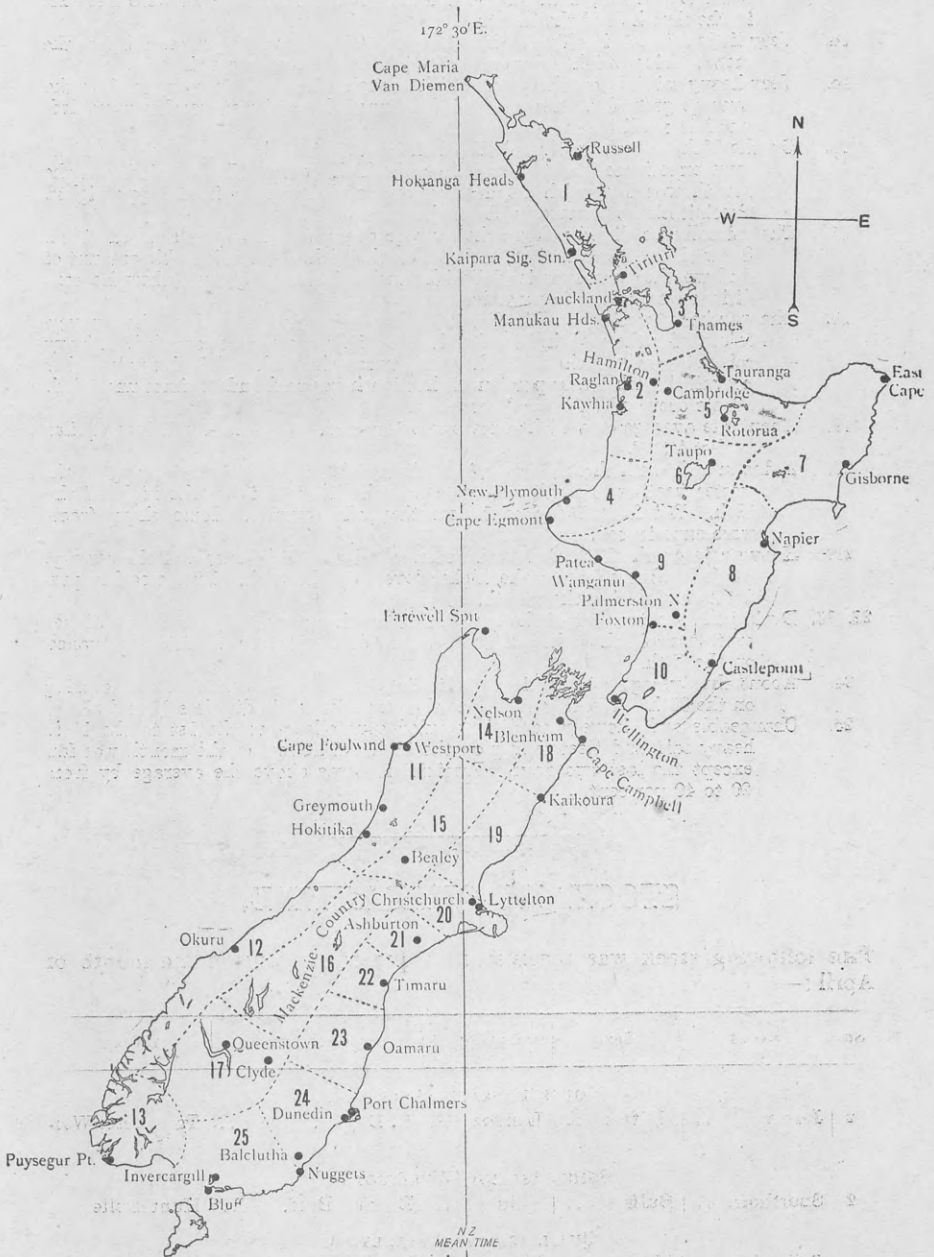 172° 30′ E.
Cape Maria
Van Diemen
N
Russell
Hokianga Heads
1
W
E
Kaipara Sig. Stn.
Tiritiri
Auckland
3
S
Manukau Hds.
Thames
Hamilton
Tauranga
East
Cape
Raglan
2
Cambridge
Kawhia
5
Rotorua
Taupo
7
6
Gisborne
New Plymouth
4
Cape Egmont
Napier
Patea
9
8
Wanganui
Palmerston N
Foxton
Farewell Spit
10
Castlepoint
Nelson
Wellington
14
Blenheim
18
Cape Foulwind
Westport
11
Cape Campbell
Kaikoura
Greymouth
15
19
Hokitika
Bealey
Christchurch
Lyttelton
20
Ashburton
21
Okuru
12
Mackenzie Country
16
22
Timaru
Queenstown
23
Oamaru
17
Clyde
24
Port Chalmers
13
Dunedin
25
Balclutha
Puysegur Pt.
Invercargill
Nuggets
Bluff
NZ
MEAN TIME